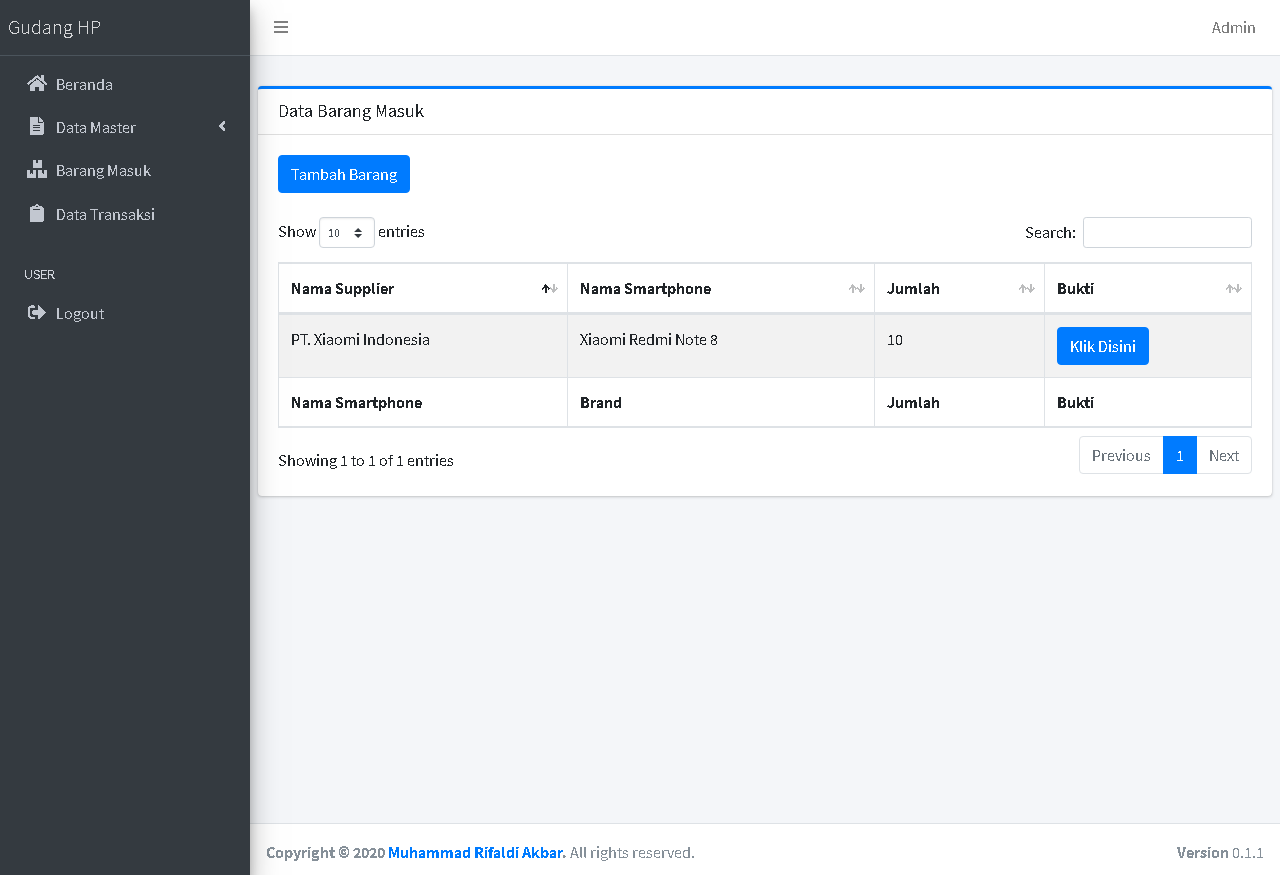 Gudang HP
Admin
Beranda
Data Master
Barang Masuk
Data Transaksi
USER
Logout
Data Barang Masuk
Tambah Barang
Show 10 entries
Search:
Nama Supplier Nama Smartphone Jumlah Bukti
PT. Xiaomi Indonesia Xiaomi Redmi Note 8 10 Klik Disini
Nama Smartphone Brand Jumlah Bukti
Showing 1 to 1 of 1 entries
Previous 1 Next
Copyright © 2020 Muhammad Rifaldi Akbar. All rights reserved.
Version 0.1.1